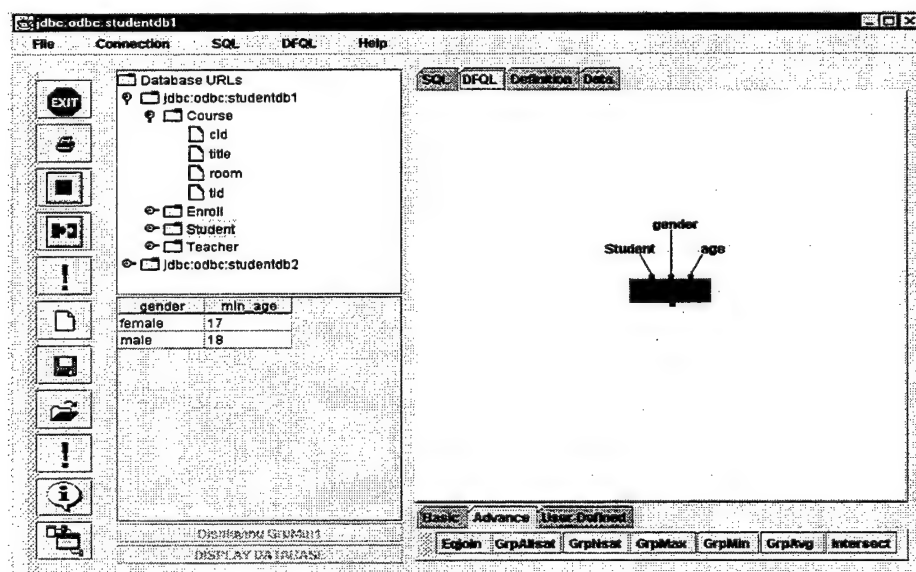 jdbc:odbc:studentdb1
File Connection SQL DFQL Help
EXIT
Database URLs
jdbc:odbc:studentdb1
Course
cid
title
room
tid
Enroll
Student
Teacher
jdbc:odbc:studentdb2
gender min_age
female 17
male 18
Displaying GrpMin1
DISPLAY DATABASE
SQL DFQL Definition Data
gender
Student age
Basic Advance User-Defined
Eqjoin GrpAllsat GrpNsat GrpMax GrpMin GrpAvg Intersect